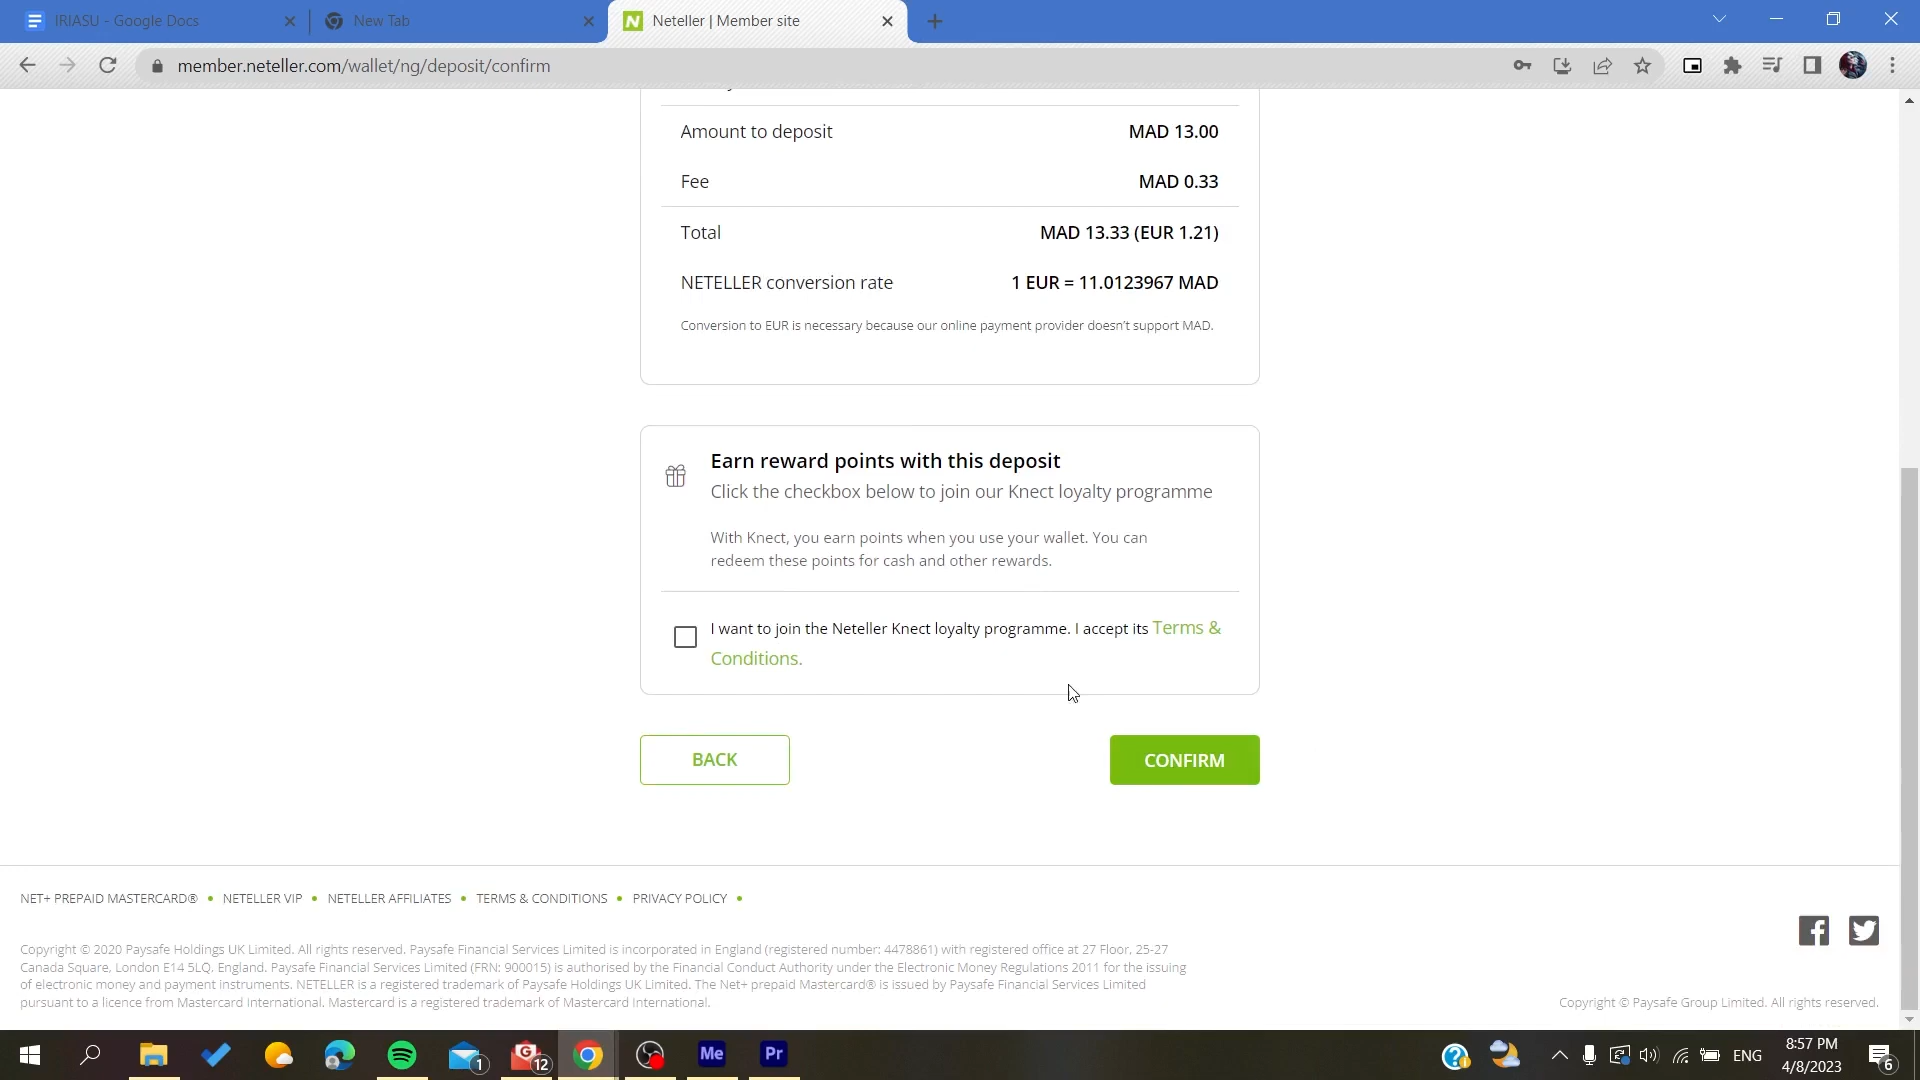 IRIASU - Google Docs
New Tab
Neteller | Member site
member.neteller.com/wallet/ng/deposit/confirm
Amount to deposit MAD 13.00
Fee MAD 0.33
Total MAD 13.33 (EUR 1.21)
NETELLER conversion rate 1 EUR = 11.0123967 MAD
Conversion to EUR is necessary because our online payment provider doesn't support MAD.
Earn reward points with this deposit
Click the checkbox below to join our Knect loyalty programme
With Knect, you earn points when you use your wallet. You can
redeem these points for cash and other rewards.
I want to join the Neteller Knect loyalty programme. I accept its Terms &
Conditions.
BACK
CONFIRM
NET+ PREPAID MASTERCARD® • NETELLER VIP • NETELLER AFFILIATES • TERMS & CONDITIONS • PRIVACY POLICY •
Copyright © 2020 Paysafe Holdings UK Limited. All rights reserved. Paysafe Financial Services Limited is incorporated in England (registered number: 4478861) with registered office at 27 Floor, 25-27
Canada Square, London E14 5LQ, England. Paysafe Financial Services Limited (FRN: 900015) is authorised by the Financial Conduct Authority under the Electronic Money Regulations 2011 for the issuing
of electronic money and payment instruments. NETELLER is a registered trademark of Paysafe Holdings UK Limited. The Net+ prepaid Mastercard® is issued by Paysafe Financial Services Limited
pursuant to a licence from Mastercard International. Mastercard is a registered trademark of Mastercard International.
Copyright © Paysafe Group Limited. All rights reserved.
1
12
Me
Pr
ENG
8:57 PM
4/8/2023
6